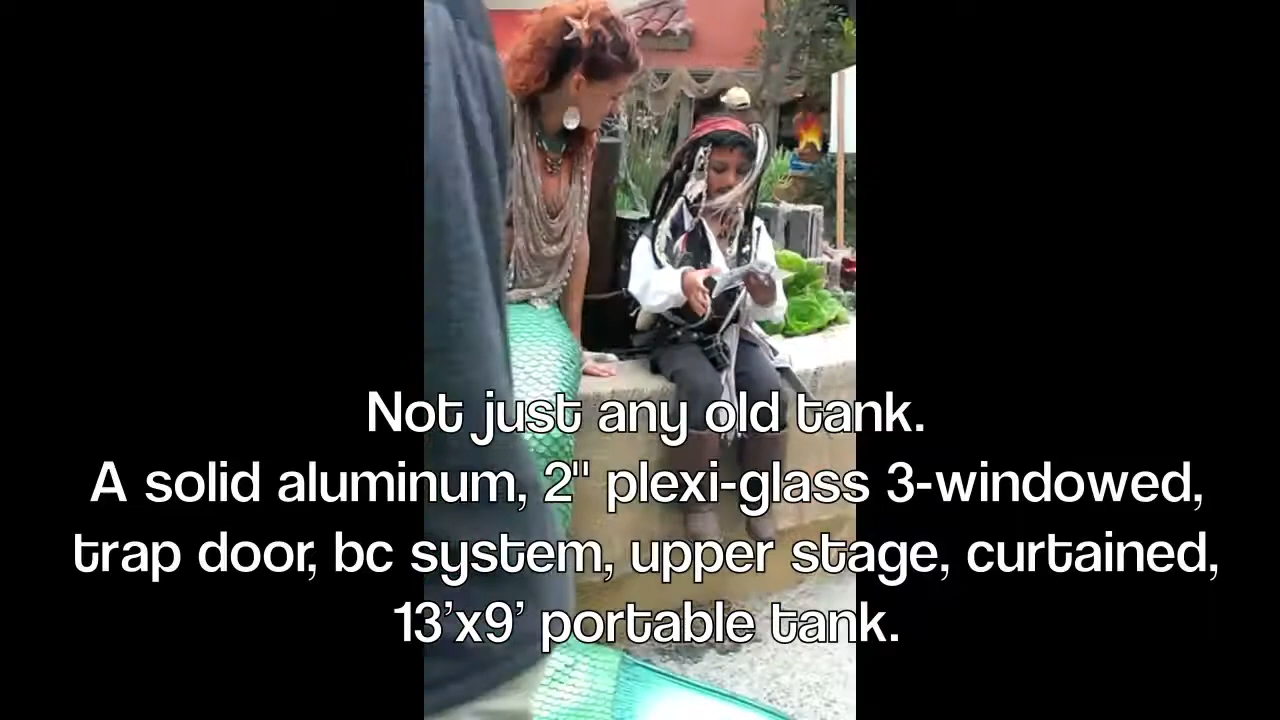 Not just any old tank.
A solid aluminum, 2" plexi-glass 3-windowed,
trap door, bc system, upper stage, curtained,
13’x9’ portable tank.